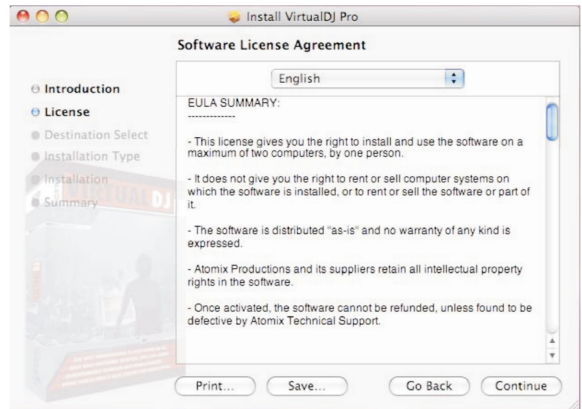 Install VirtualDJ Pro
Software License Agreement
English
Introduction
License
Destination Select
Installation Type
Installation
Summary
EULA SUMMARY:
-------------
- This license gives you the right to install and use the software on a
maximum of two computers, by one person.
- It does not give you the right to rent or sell computer systems on
which the software is installed, or to rent or sell the software or part of
it.
- The software is distributed "as-is" and no warranty of any kind is
expressed.
- Atomix Productions and its suppliers retain all intellectual property
rights in the software.
- Once activated, the software cannot be refunded, unless found to be
defective by Atomix Technical Support.
Print...
Save...
Go Back
Continue
VIRTUAL DJ